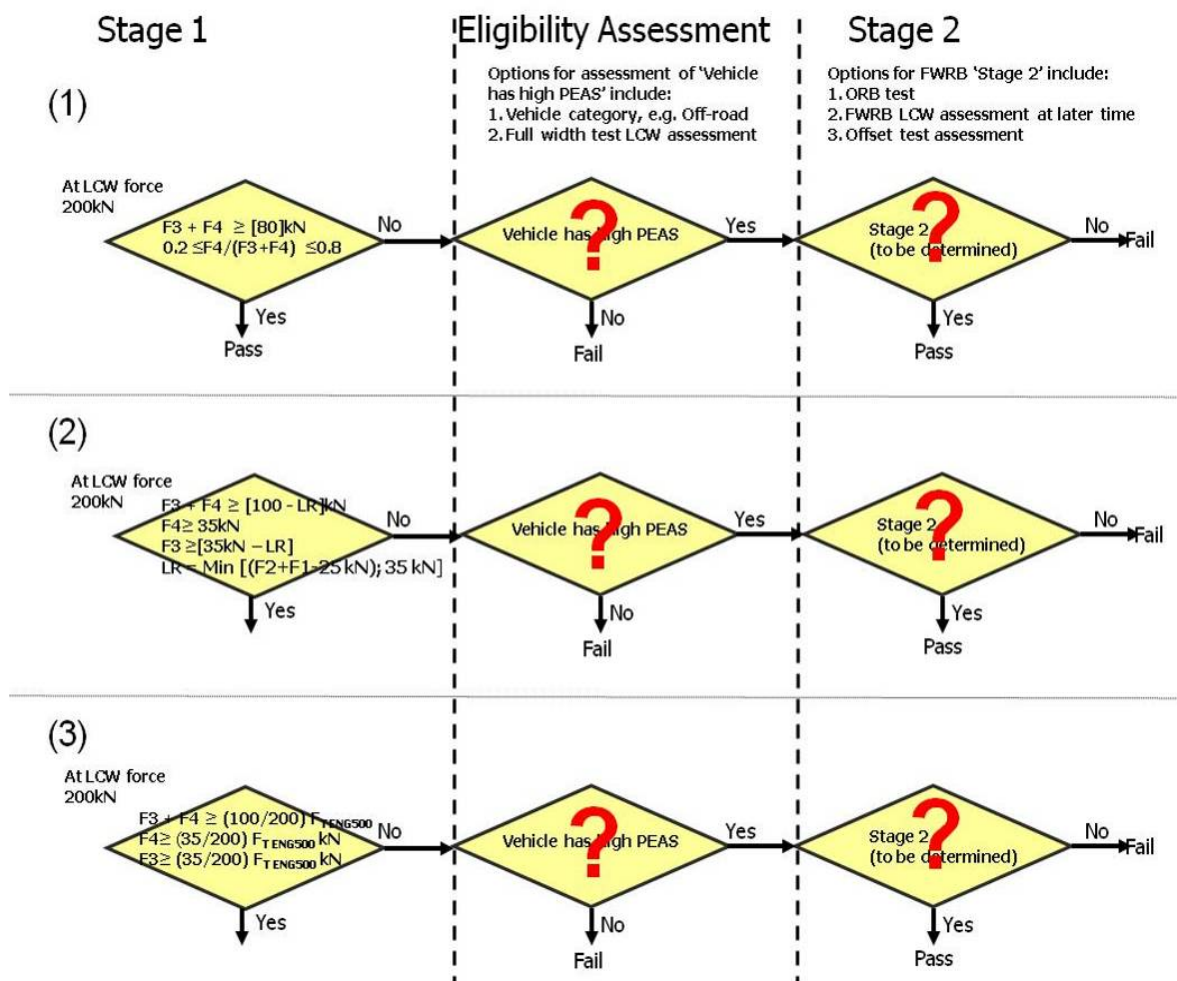 Stage 1
Eligibility Assessment
Stage 2
Options for assessment of 'Vehicle
has high PEAS' include:
1. Vehicle category, e.g. Off-road
2. Full width test LCW assessment
Options for FWRB 'Stage 2' include:
1. ORB test
2. FWRB LCW assessment at later time
3. Offset test assessment
(1)
At LCW force
200kN
F3 + F4 ≥ [80]kN
0.2 ≤F4/(F3+F4) ≤0.8
No
Yes
Pass
Vehicle has high PEAS
?
Yes
No
Fail
Stage 2
(to be determined)
?
No
Fail
Yes
Pass
(2)
At LCW force
200kN
F3 + F4 ≥ [100 - LR]kN
F4≥ 35kN
F3 ≥[35kN – LR]
LR = Min [(F2+F1-25 kN); 35 kN]
No
Yes
Vehicle has high PEAS
?
Yes
No
Fail
Stage 2
(to be determined)
?
No
Fail
Yes
Pass
(3)
At LCW force
200kN
F3 + F4 ≥ (100/200) FTENG500
F4≥ (35/200) FTENG500 kN
F3≥ (35/200) FTENG500 kN
No
Yes
Vehicle has high PEAS
?
Yes
No
Fail
Stage 2
(to be determined)
?
No
Fail
Yes
Pass